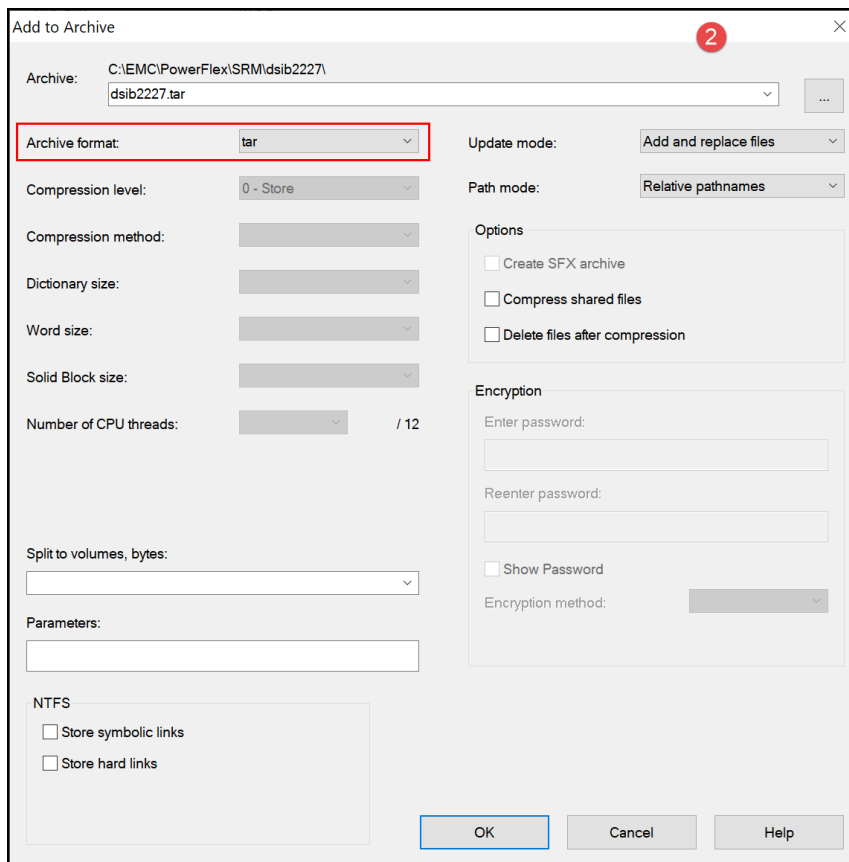 Add to Archive
2
Archive:
C:\EMC\PowerFlex\SRM\dsib2227\
dsib2227.tar
...
Archive format:
tar
Compression level:
0 - Store
Compression method:
Dictionary size:
Word size:
Solid Block size:
Number of CPU threads:
/ 12
Split to volumes, bytes:
Parameters:
NTFS
Store symbolic links
Store hard links
Update mode:
Add and replace files
Path mode:
Relative pathnames
Options
Create SFX archive
Compress shared files
Delete files after compression
Encryption
Enter password:
Reenter password:
Show Password
Encryption method:
OK
Cancel
Help